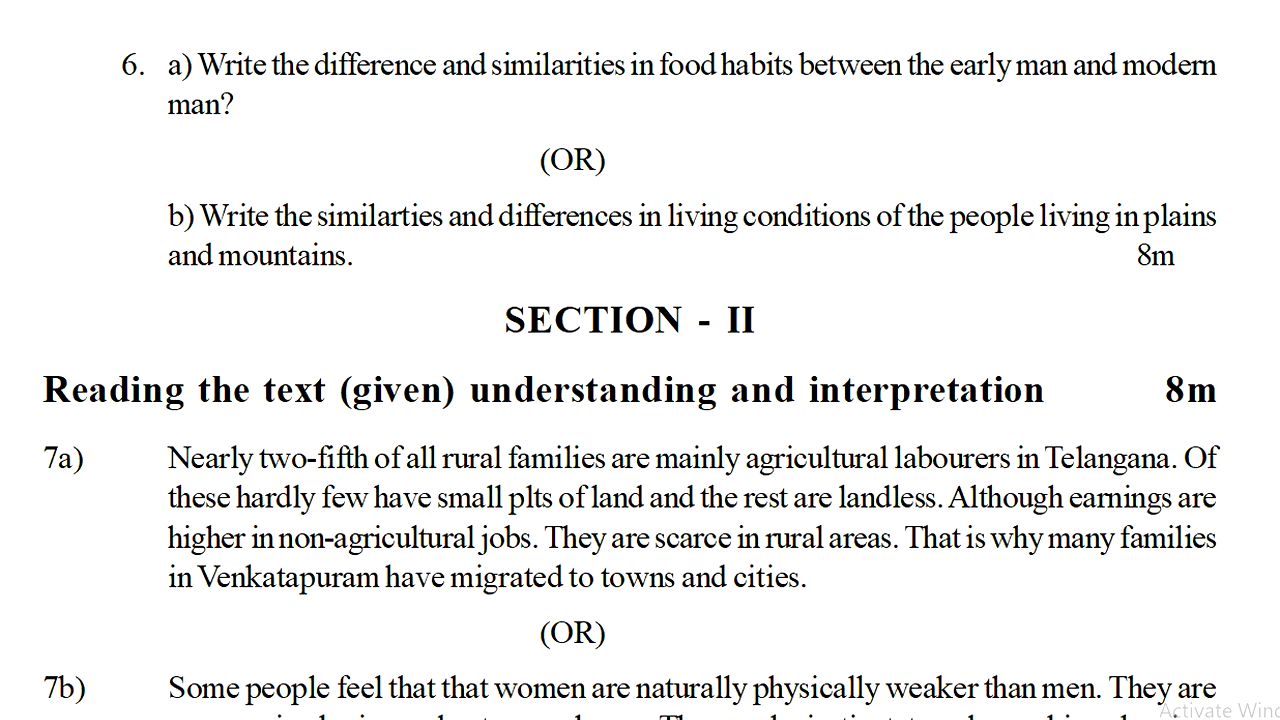 6. a) Write the difference and similarities in food habits between the early man and modern
man?
(OR)
b) Write the similarties and differences in living conditions of the people living in plains
and mountains. 8m
SECTION - II
Reading the text (given) understanding and interpretation 8m
7a) Nearly two-fifth of all rural families are mainly agricultural labourers in Telangana. Of
these hardly few have small plts of land and the rest are landless. Although earnings are
higher in non-agricultural jobs. They are scarce in rural areas. That is why many families
in Venkatapuram have migrated to towns and cities.
(OR)
7b) Some people feel that that women are naturally physically weaker than men. They are
Activate Wind